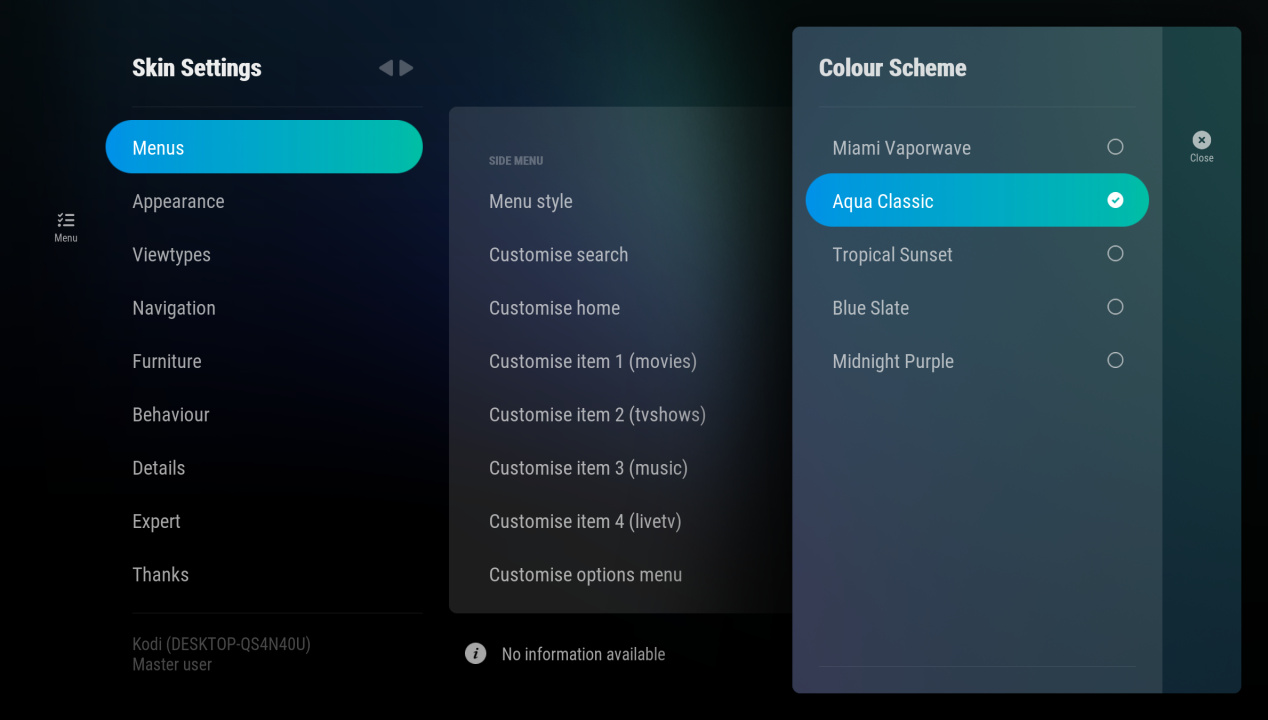 Skin Settings
Menu
Menus
Appearance
Viewtypes
Navigation
Furniture
Behaviour
Details
Expert
Thanks
Kodi (DESKTOP-QS4N40U)
Master user
SIDE MENU
Menu style
Customise search
Customise home
Customise item 1 (movies)
Customise item 2 (tvshows)
Customise item 3 (music)
Customise item 4 (livetv)
Customise options menu
No information available
Colour Scheme
Miami Vaporwave
Aqua Classic
Tropical Sunset
Blue Slate
Midnight Purple
Close